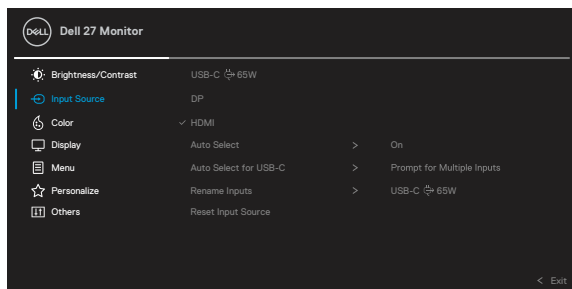 DELL Dell 27 Monitor
Brightness/Contrast USB-C 65W
Input Source DP
Color ✓ HDMI
Display Auto Select > On
Menu Auto Select for USB-C > Prompt for Multiple Inputs
Personalize Rename Inputs > USB-C 65W
Others Reset Input Source
< Exit